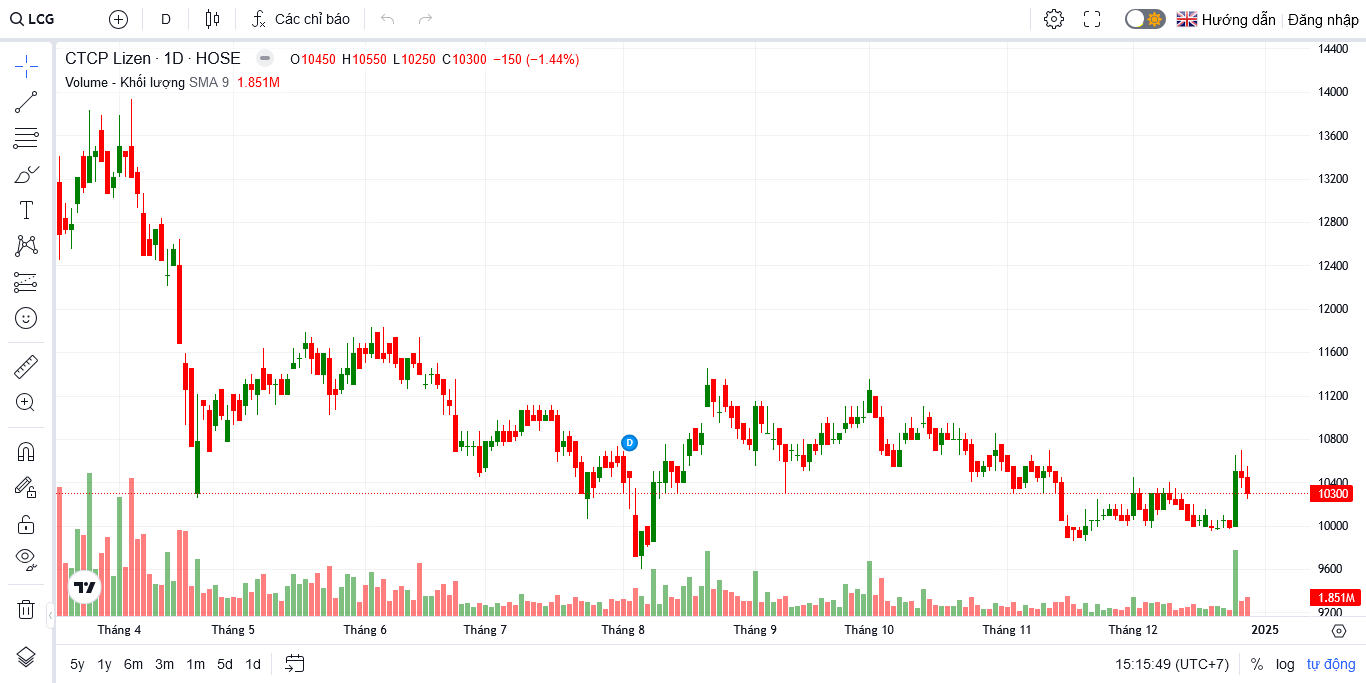 LCG D Các chỉ báo Hướng dẫn Đăng nhập
CTCP Lizen · 1D · HOSE O10450 H10550 L10250 C10300 −150 (−1.44%)
Volume - Khối lượng SMA 9 1.851M
14400
14000
13600
13200
12800
12400
12000
11600
11200
10800
D
10400
10300
10000
9600
1.851M
9200
Tháng 4 Tháng 5 Tháng 6 Tháng 7 Tháng 8 Tháng 9 Tháng 10 Tháng 11 Tháng 12 2025
5y 1y 6m 3m 1m 5d 1d 15:15:49 (UTC+7) % log tự động